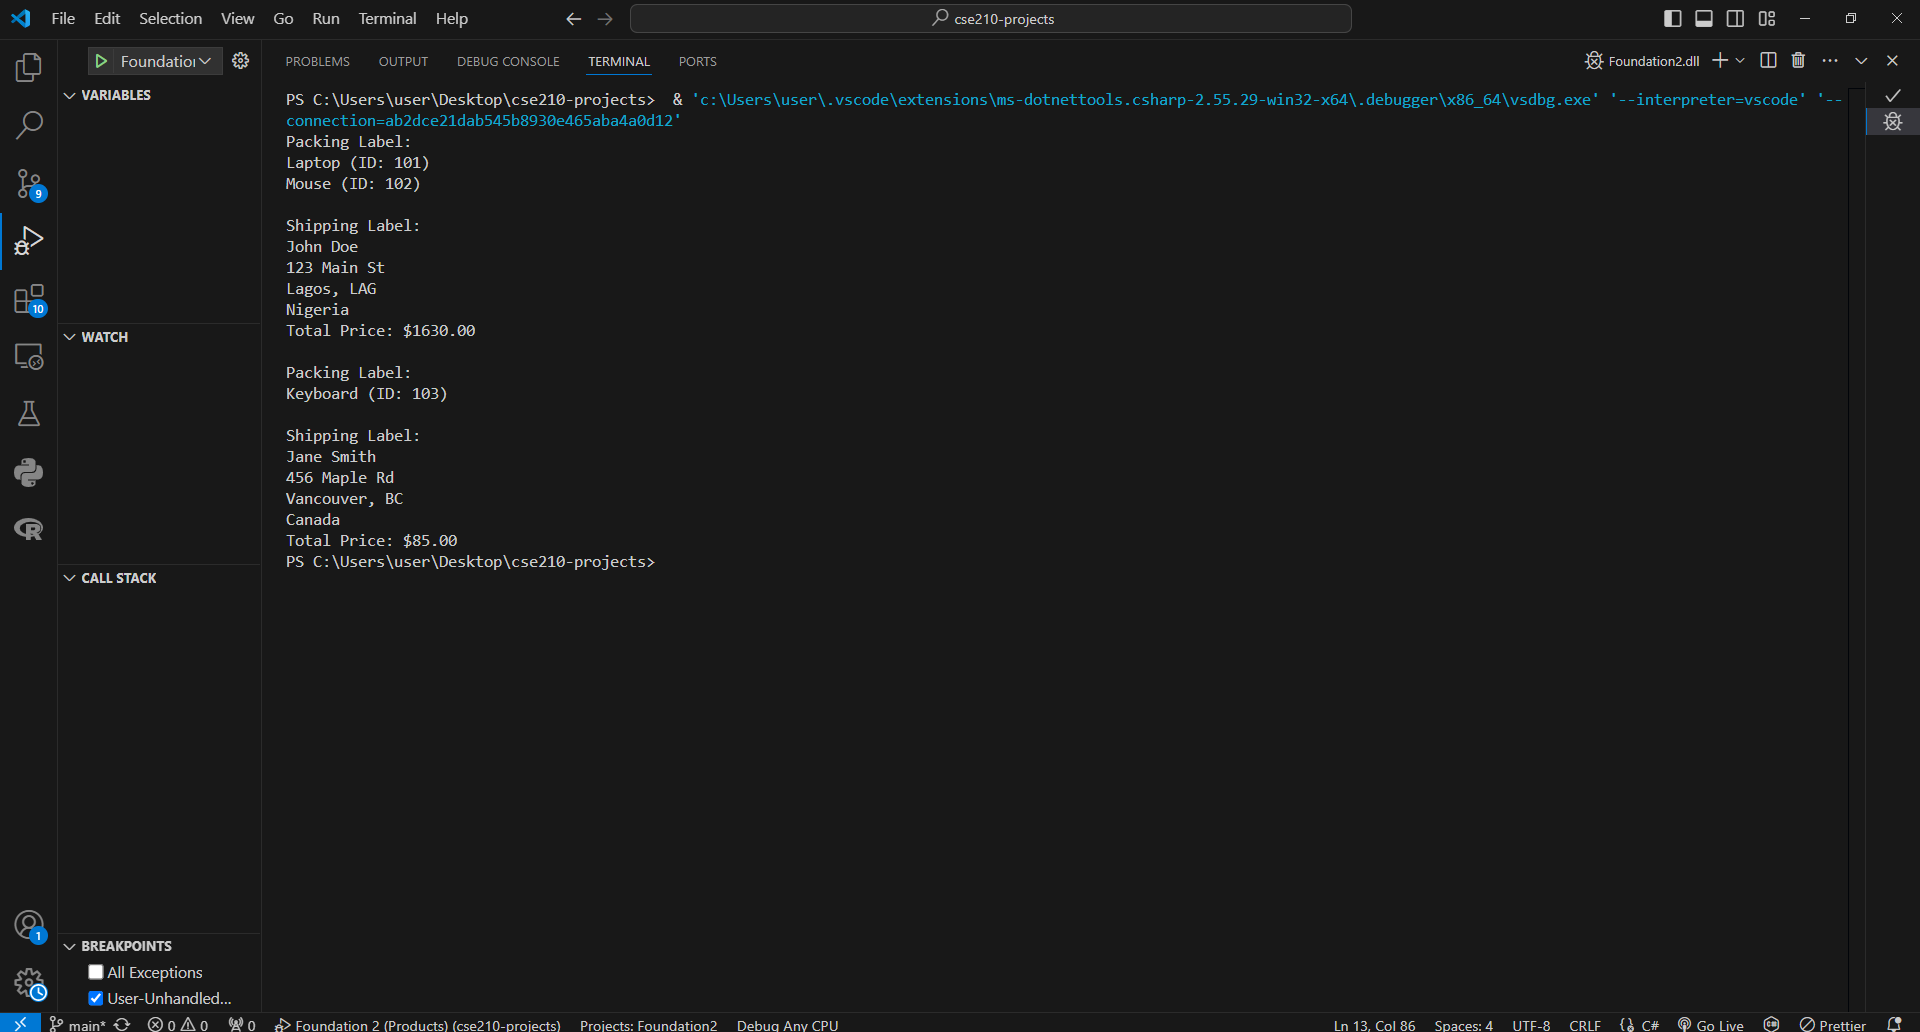 File Edit Selection View Go Run Terminal Help
cse210-projects
Foundatio
PROBLEMS OUTPUT DEBUG CONSOLE TERMINAL PORTS
Foundation2.dll
VARIABLES
WATCH
CALL STACK
BREAKPOINTS
All Exceptions
User-Unhandled...
9
10
1
PS C:\Users\user\Desktop\cse210-projects>  & 'c:\Users\user\.vscode\extensions\ms-dotnettools.csharp-2.55.29-win32-x64\.debugger\x86_64\vsdbg.exe' '--interpreter=vscode' '--
connection=ab2dce21dab545b8930e465aba4a0d12'
Packing Label:
Laptop (ID: 101)
Mouse (ID: 102)
Shipping Label:
John Doe
123 Main St
Lagos, LAG
Nigeria
Total Price: $1630.00
Packing Label:
Keyboard (ID: 103)
Shipping Label:
Jane Smith
456 Maple Rd
Vancouver, BC
Canada
Total Price: $85.00
PS C:\Users\user\Desktop\cse210-projects>
main* 0 0 0 Foundation 2 (Products) (cse210-projects) Projects: Foundation2 Debug Any CPU Ln 13, Col 86 Spaces: 4 UTF-8 CRLF C# Go Live Prettier